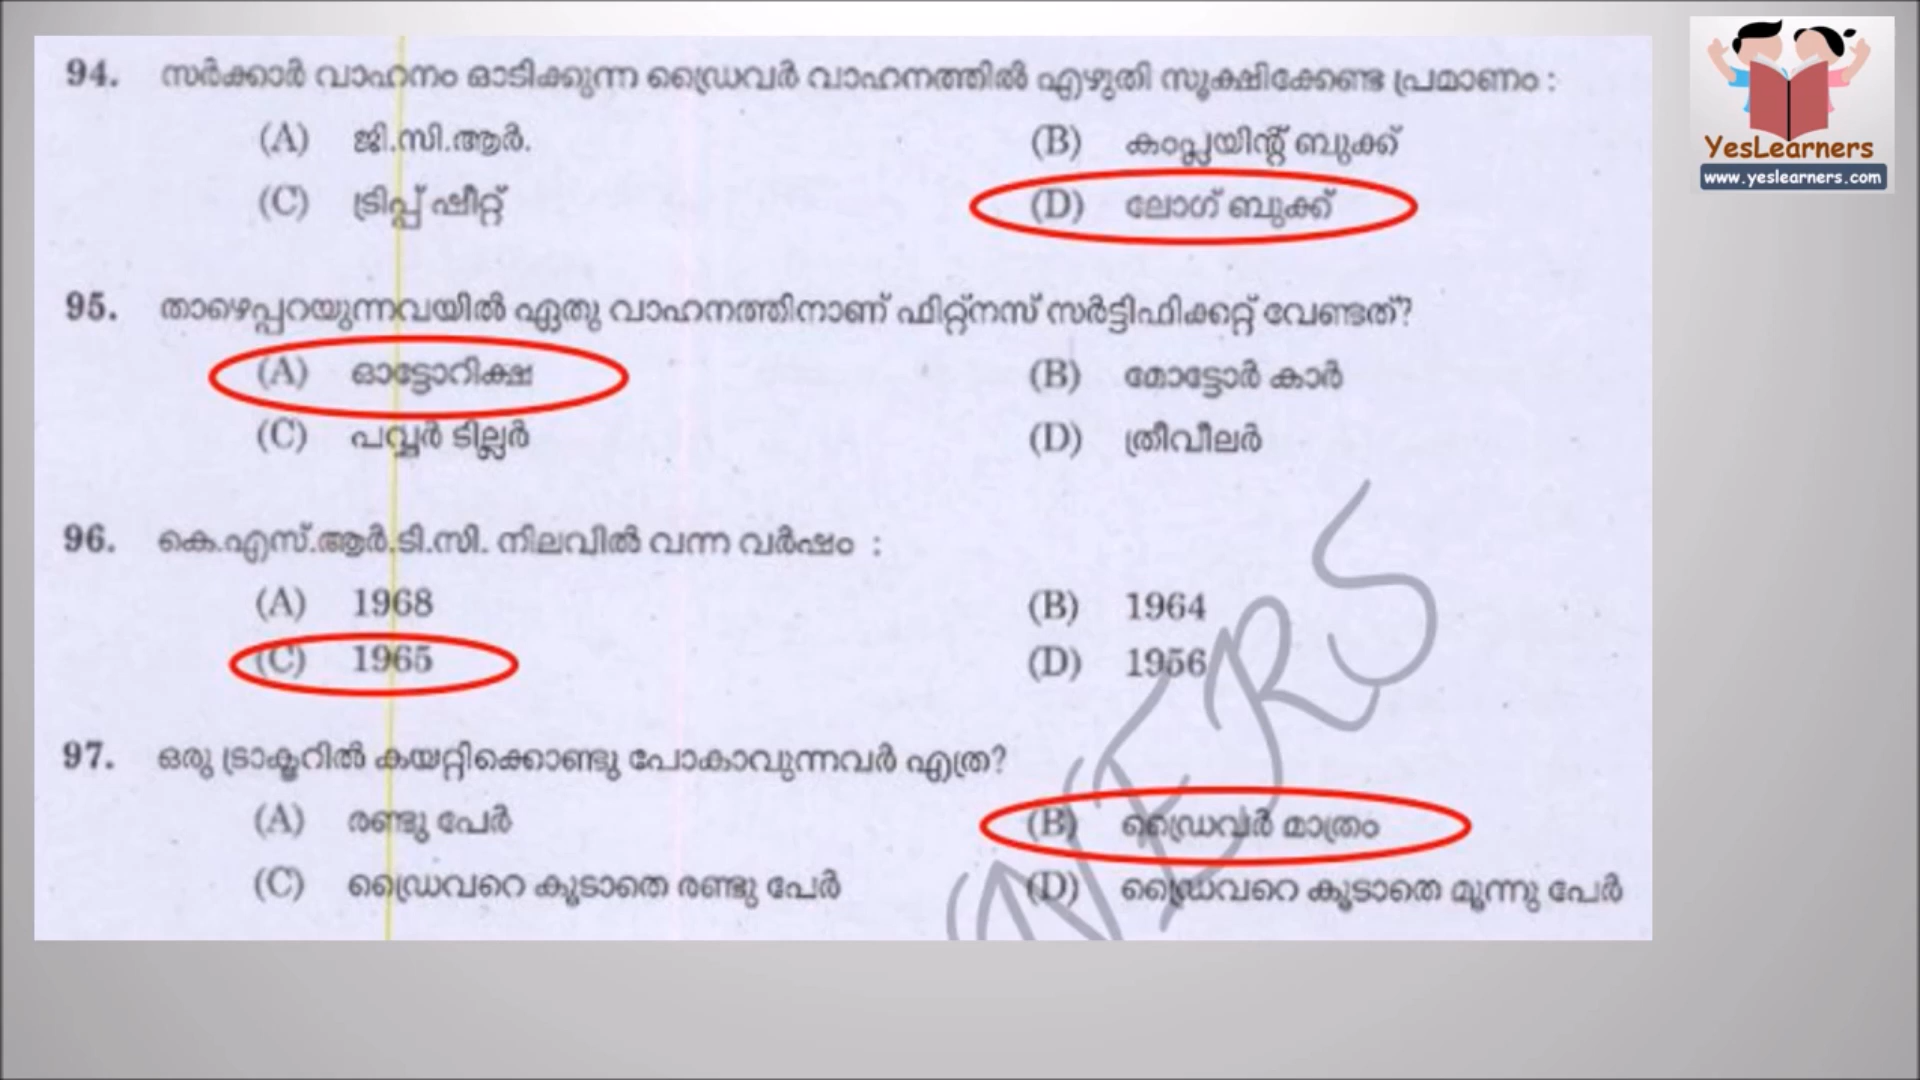 94. സർക്കാർ വാഹനം ഓടിക്കുന്ന ഡ്രൈവർ വാഹനത്തിൽ എഴുതി സൂക്ഷിക്കേണ്ട പ്രമാണം :
(A) ജി.സി.ആർ. (B) കംപ്ലയിന്റ് ബുക്ക്
(C) ട്രിപ്പ് ഷീറ്റ് (D) ലോഗ് ബുക്ക്
95. താഴെപ്പറയുന്നവയിൽ ഏതു വാഹനത്തിനാണ് ഫിറ്റ്നസ് സർട്ടിഫിക്കറ്റ് വേണ്ടത്?
(A) ഓട്ടോറിക്ഷ (B) മോട്ടോർ കാർ
(C) പവ്വർ ടില്ലർ (D) ത്രീവീലർ
96. കെ.എസ്.ആർ.ടി.സി. നിലവിൽ വന്ന വർഷം :
(A) 1968 (B) 1964
(C) 1965 (D) 1956
97. ഒരു ട്രാക്ടറിൽ കയറ്റിക്കൊണ്ടു പോകാവുന്നവർ എത്ര?
(A) രണ്ടു പേർ (B) ഡ്രൈവർ മാത്രം
(C) ഡ്രൈവറെ കൂടാതെ രണ്ടു പേർ (D) ഡ്രൈവറെ കൂടാതെ മൂന്നു പേർ
YesLearners
www.yeslearners.com